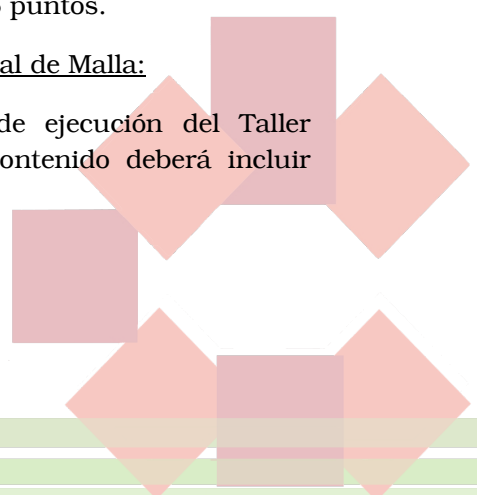 puntos.
al de Malla:
de ejecución del Taller
ontenido deberá incluir